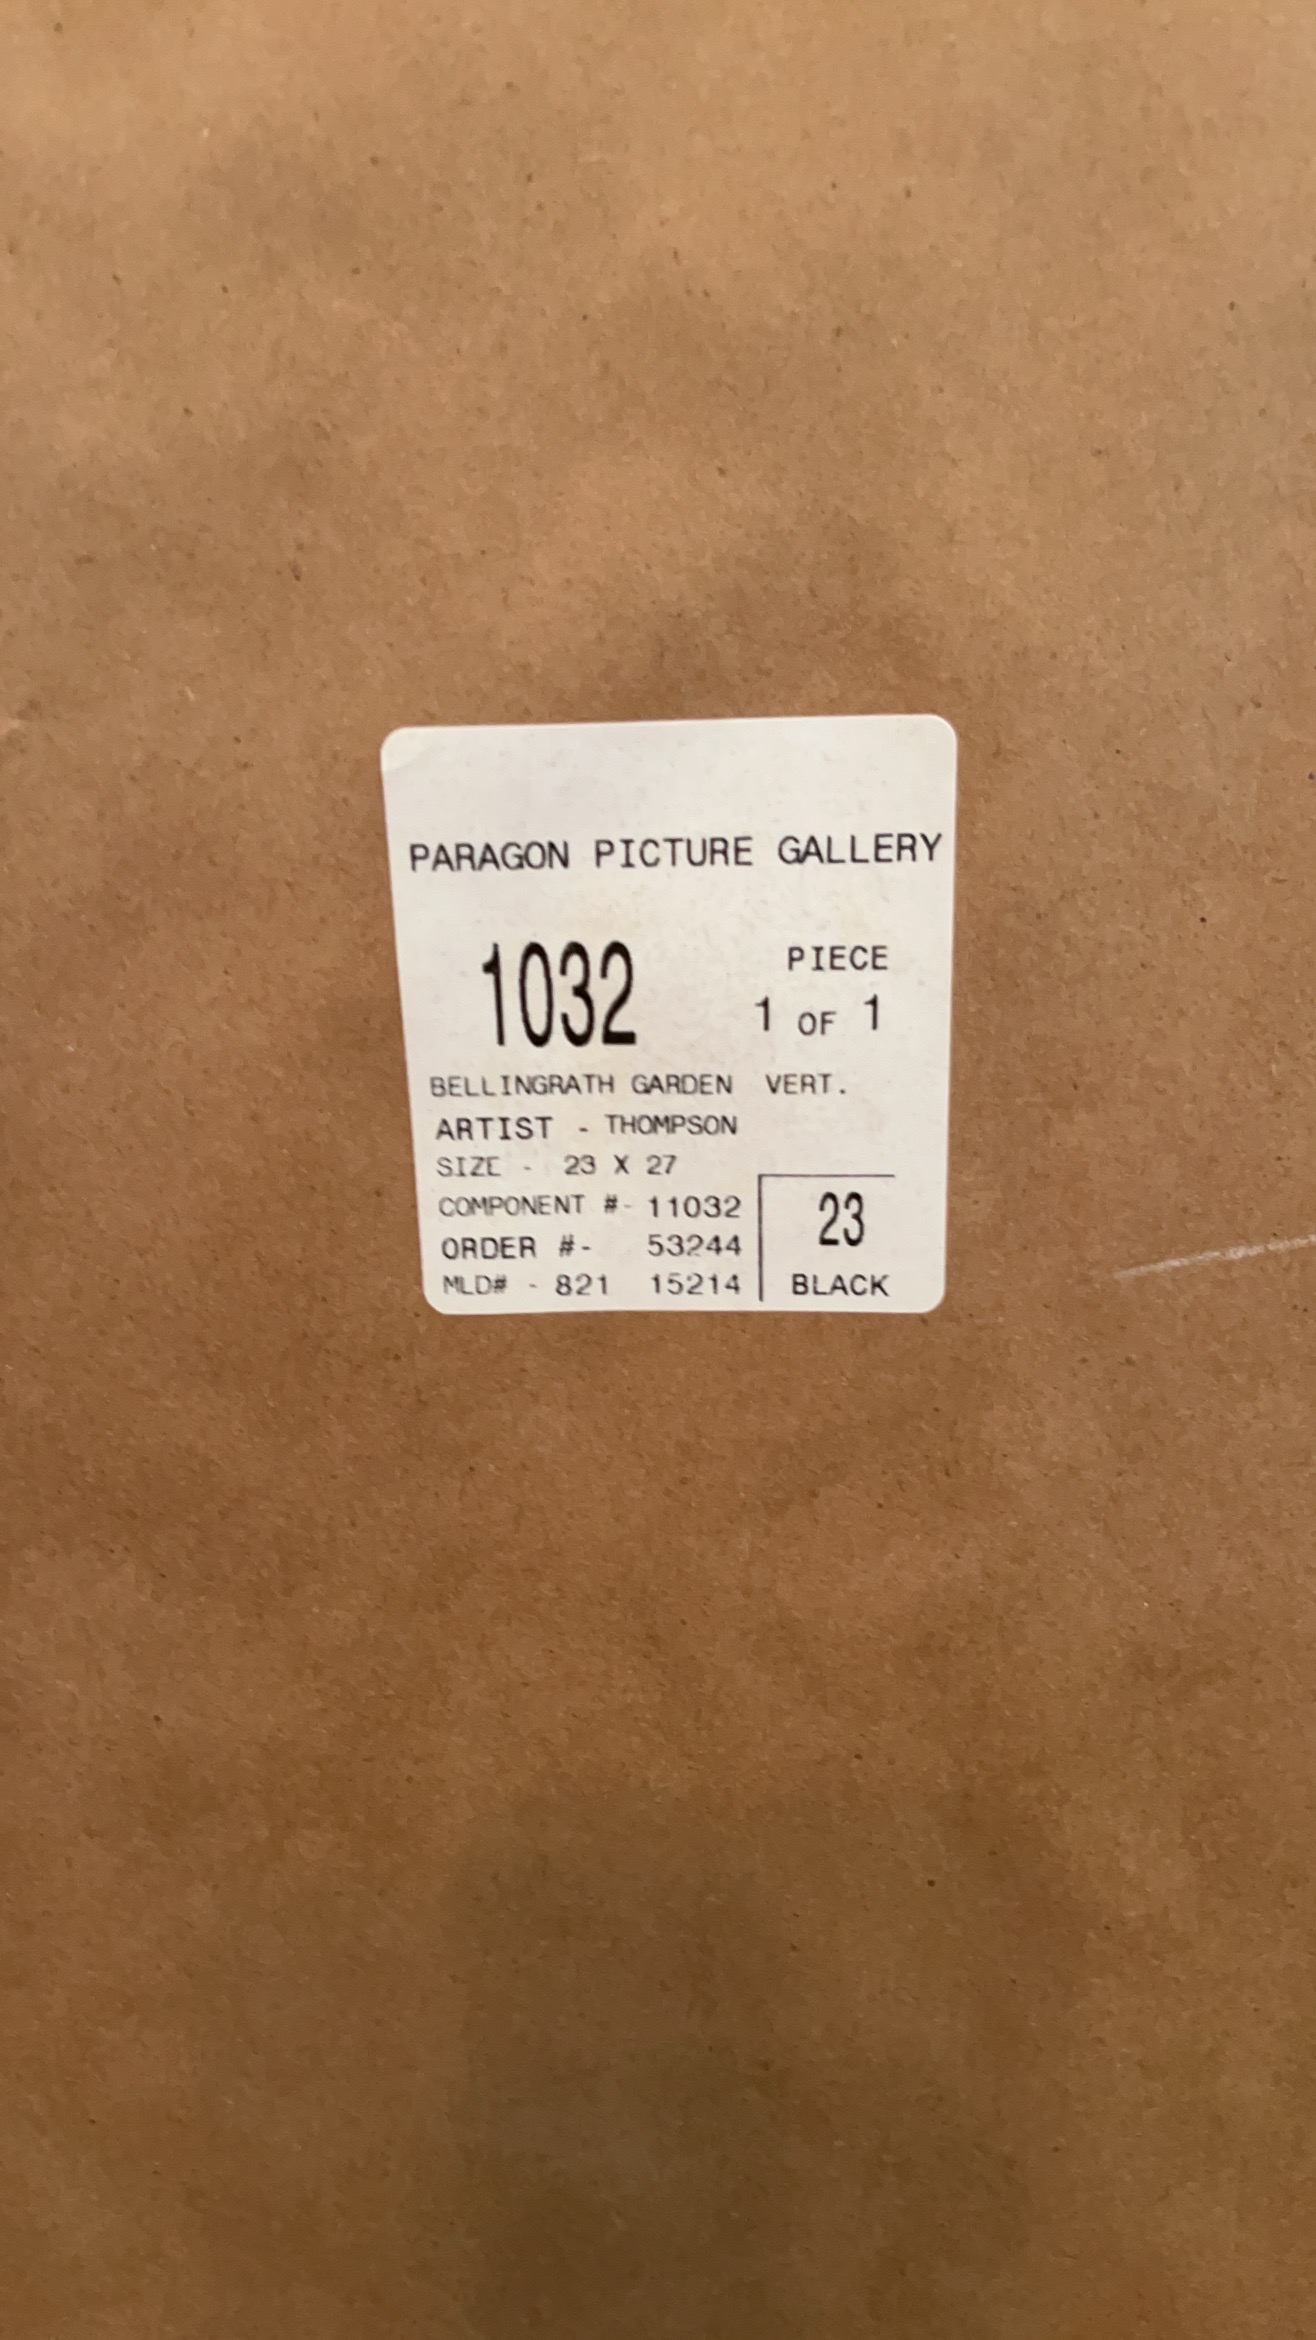 PARAGON PICTURE GALLERY
1032
PIECE
1 OF 1
BELLINGRATH GARDEN VERT.
ARTIST - THOMPSON
SIZE - 23 X 27
COMPONENT #- 11032
ORDER #- 53244
MLD# - 821 15214
23
BLACK